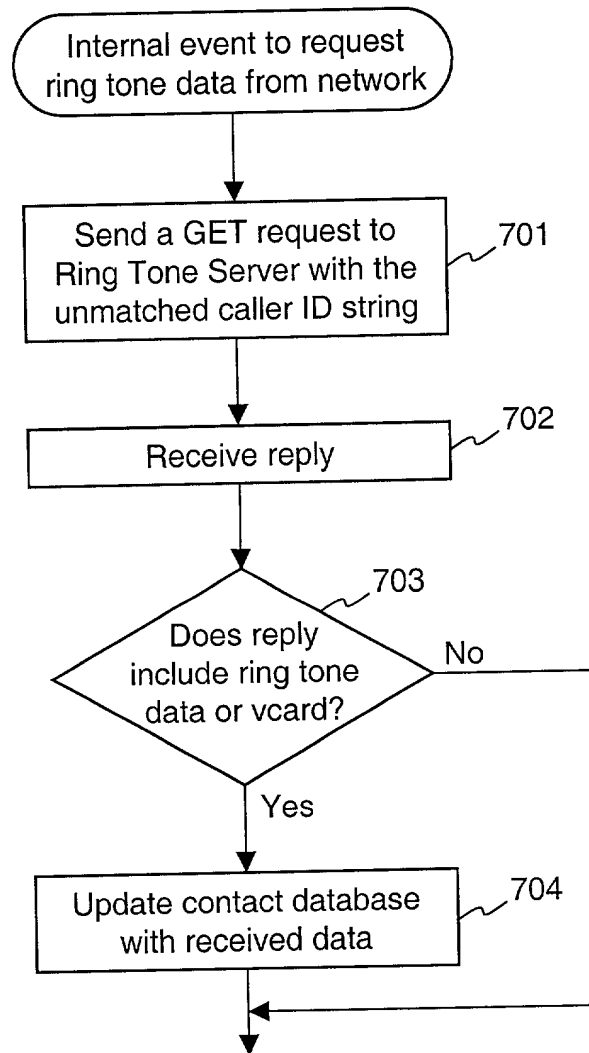 Internal event to request
ring tone data from network
Send a GET request to
Ring Tone Server with the
unmatched caller ID string
701
Receive reply
702
703
Does reply
include ring tone
data or vcard?
No
Yes
Update contact database
with received data
704